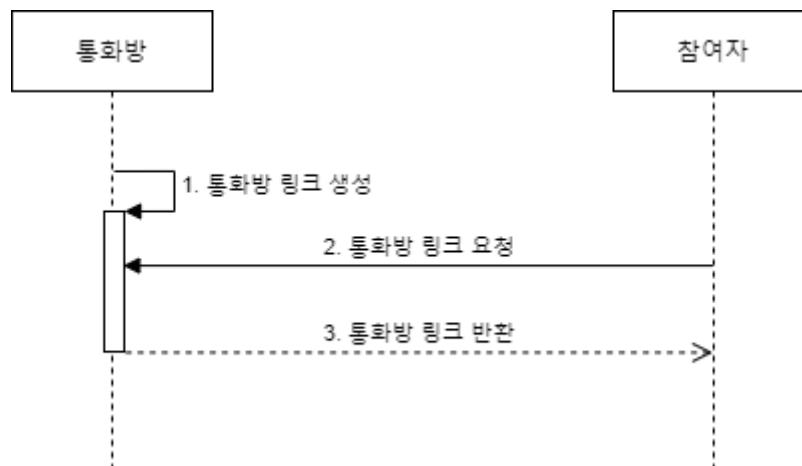 통화방
참여자
1. 통화방 링크 생성
2. 통화방 링크 요청
3. 통화방 링크 반환